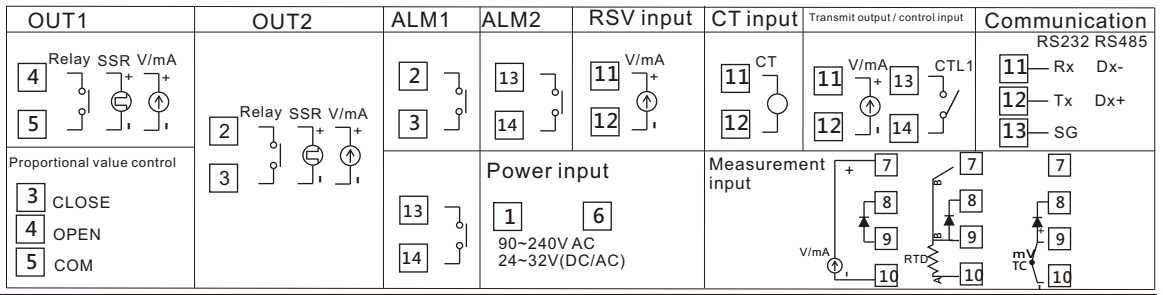 OUT1
Relay SSR V/mA
4
+
+
5
-
-
Proportional value control
3 CLOSE
4 OPEN
5 COM
OUT2
Relay SSR V/mA
2
+
+
3
-
-
ALM1
2
3
13
14
ALM2
13
14
RSV input
V/mA
11
+
12
-
CT input
CT
11
12
Transmit output / control input
V/mA
CTL1
11
+
13
12
-
14
Communication
RS232 RS485
11 Rx Dx-
12 Tx Dx+
13 SG
Power input
1
6
90~240V AC
24~32V(DC/AC)
Measurement
input
+
7
8
9
V/mA
-
10
7
B
8
B
9
RTD
A
10
7
8
+
9
mV
TC
-
10